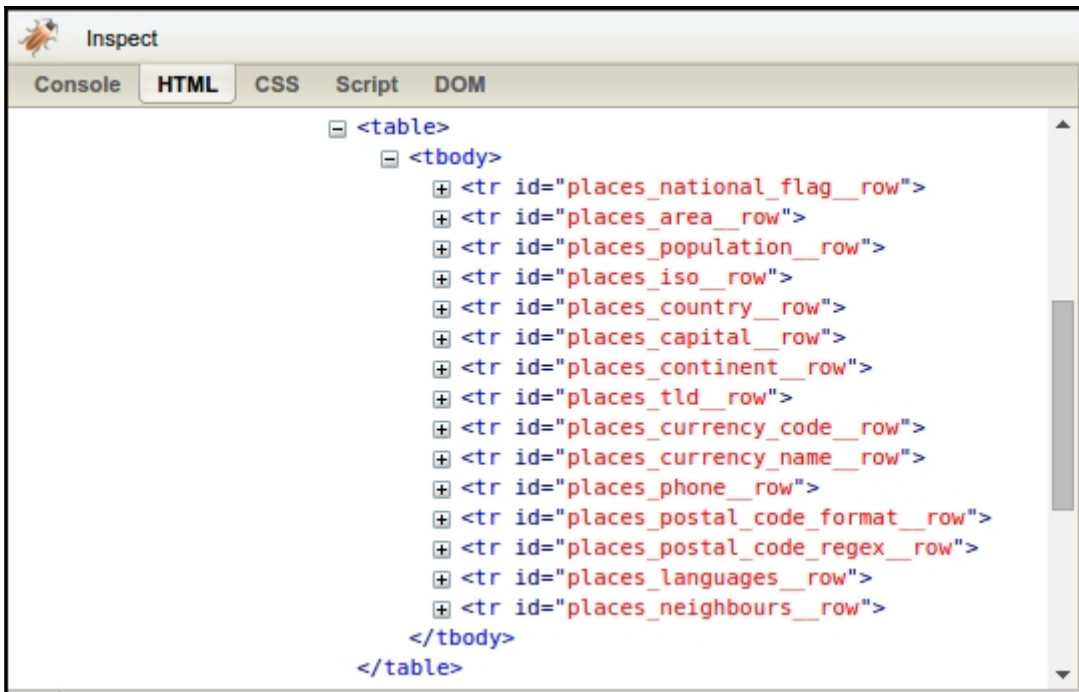 Inspect
Console HTML CSS Script DOM
<table>
<tbody>
<tr id="places_national_flag__row">
<tr id="places_area__row">
<tr id="places_population__row">
<tr id="places_iso__row">
<tr id="places_country__row">
<tr id="places_capital__row">
<tr id="places_continent__row">
<tr id="places_tld__row">
<tr id="places_currency_code__row">
<tr id="places_currency_name__row">
<tr id="places_phone__row">
<tr id="places_postal_code_format__row">
<tr id="places_postal_code_regex__row">
<tr id="places_languages__row">
<tr id="places_neighbours__row">
</tbody>
</table>